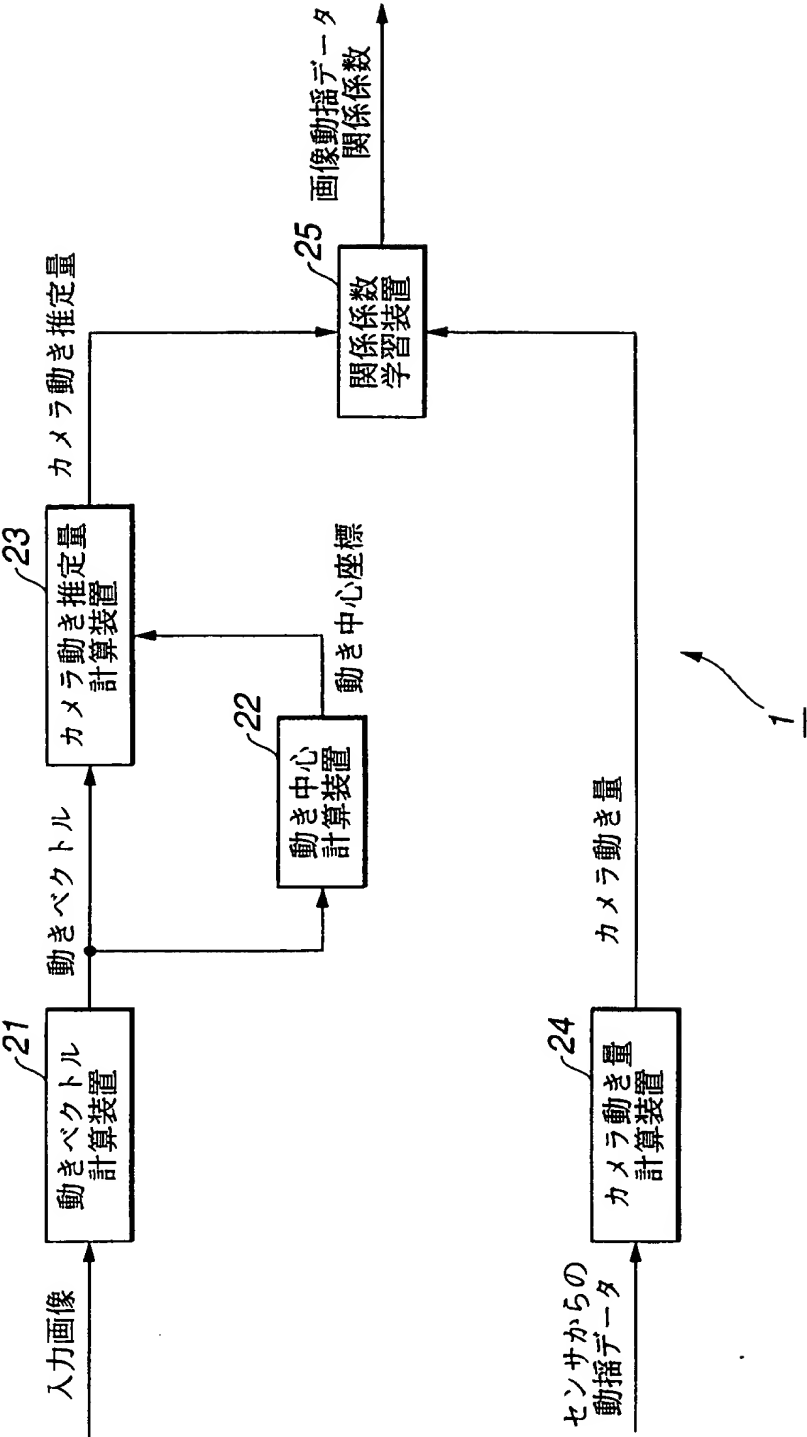 入力画像
21
動きベクトル
計算装置
動きベクトル
22
動き中心
計算装置
動き中心座標
23
カメラ動き推定量
計算装置
カメラ動き推定量
センサからの
動揺データ
24
カメラ動き量
計算装置
カメラ動き量
25
関係係数
学習装置
画像動揺データ
関係係数
1